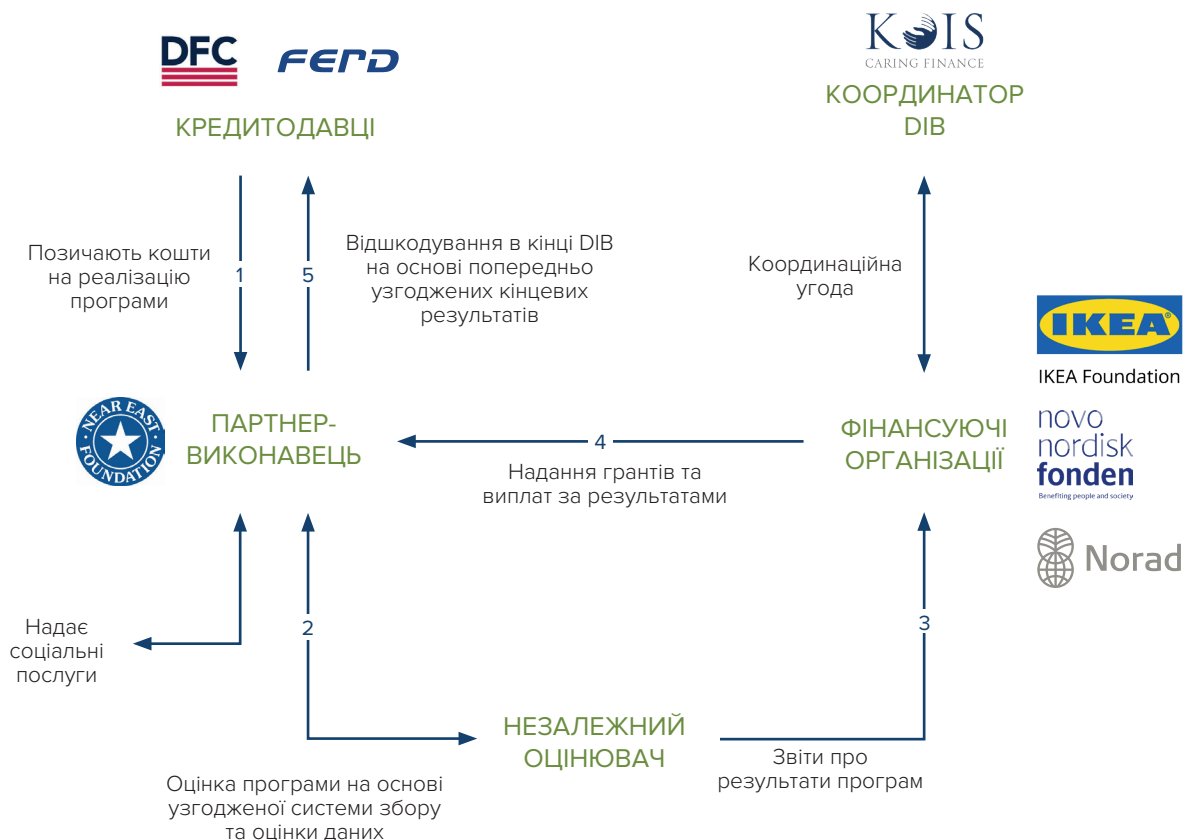 DFC
FERD
KOIS
CARING FINANCE
КРЕДИТОДАВЦІ
КООРДИНАТОР
DIB
Позичають кошти
на реалізацію
програми
1
5
Відшкодування в кінці DIB
на основі попередньо
узгоджених кінцевих
результатів
Координаційна
угода
IKEA
IKEA Foundation
NEAR EAST
FOUNDATION
ПАРТНЕР-
ВИКОНАВЕЦЬ
4
Надання грантів та
виплат за результатами
ФІНАНСУЮЧІ
ОРГАНІЗАЦІЇ
novo
nordisk
fonden
Benefiting people and society
Norad
Надає
соціальні
послуги
2
3
НЕЗАЛЕЖНИЙ
ОЦІНЮВАЧ
Звіти про
результати програм
Оцінка програми на основі
узгодженої системи збору
та оцінки даних